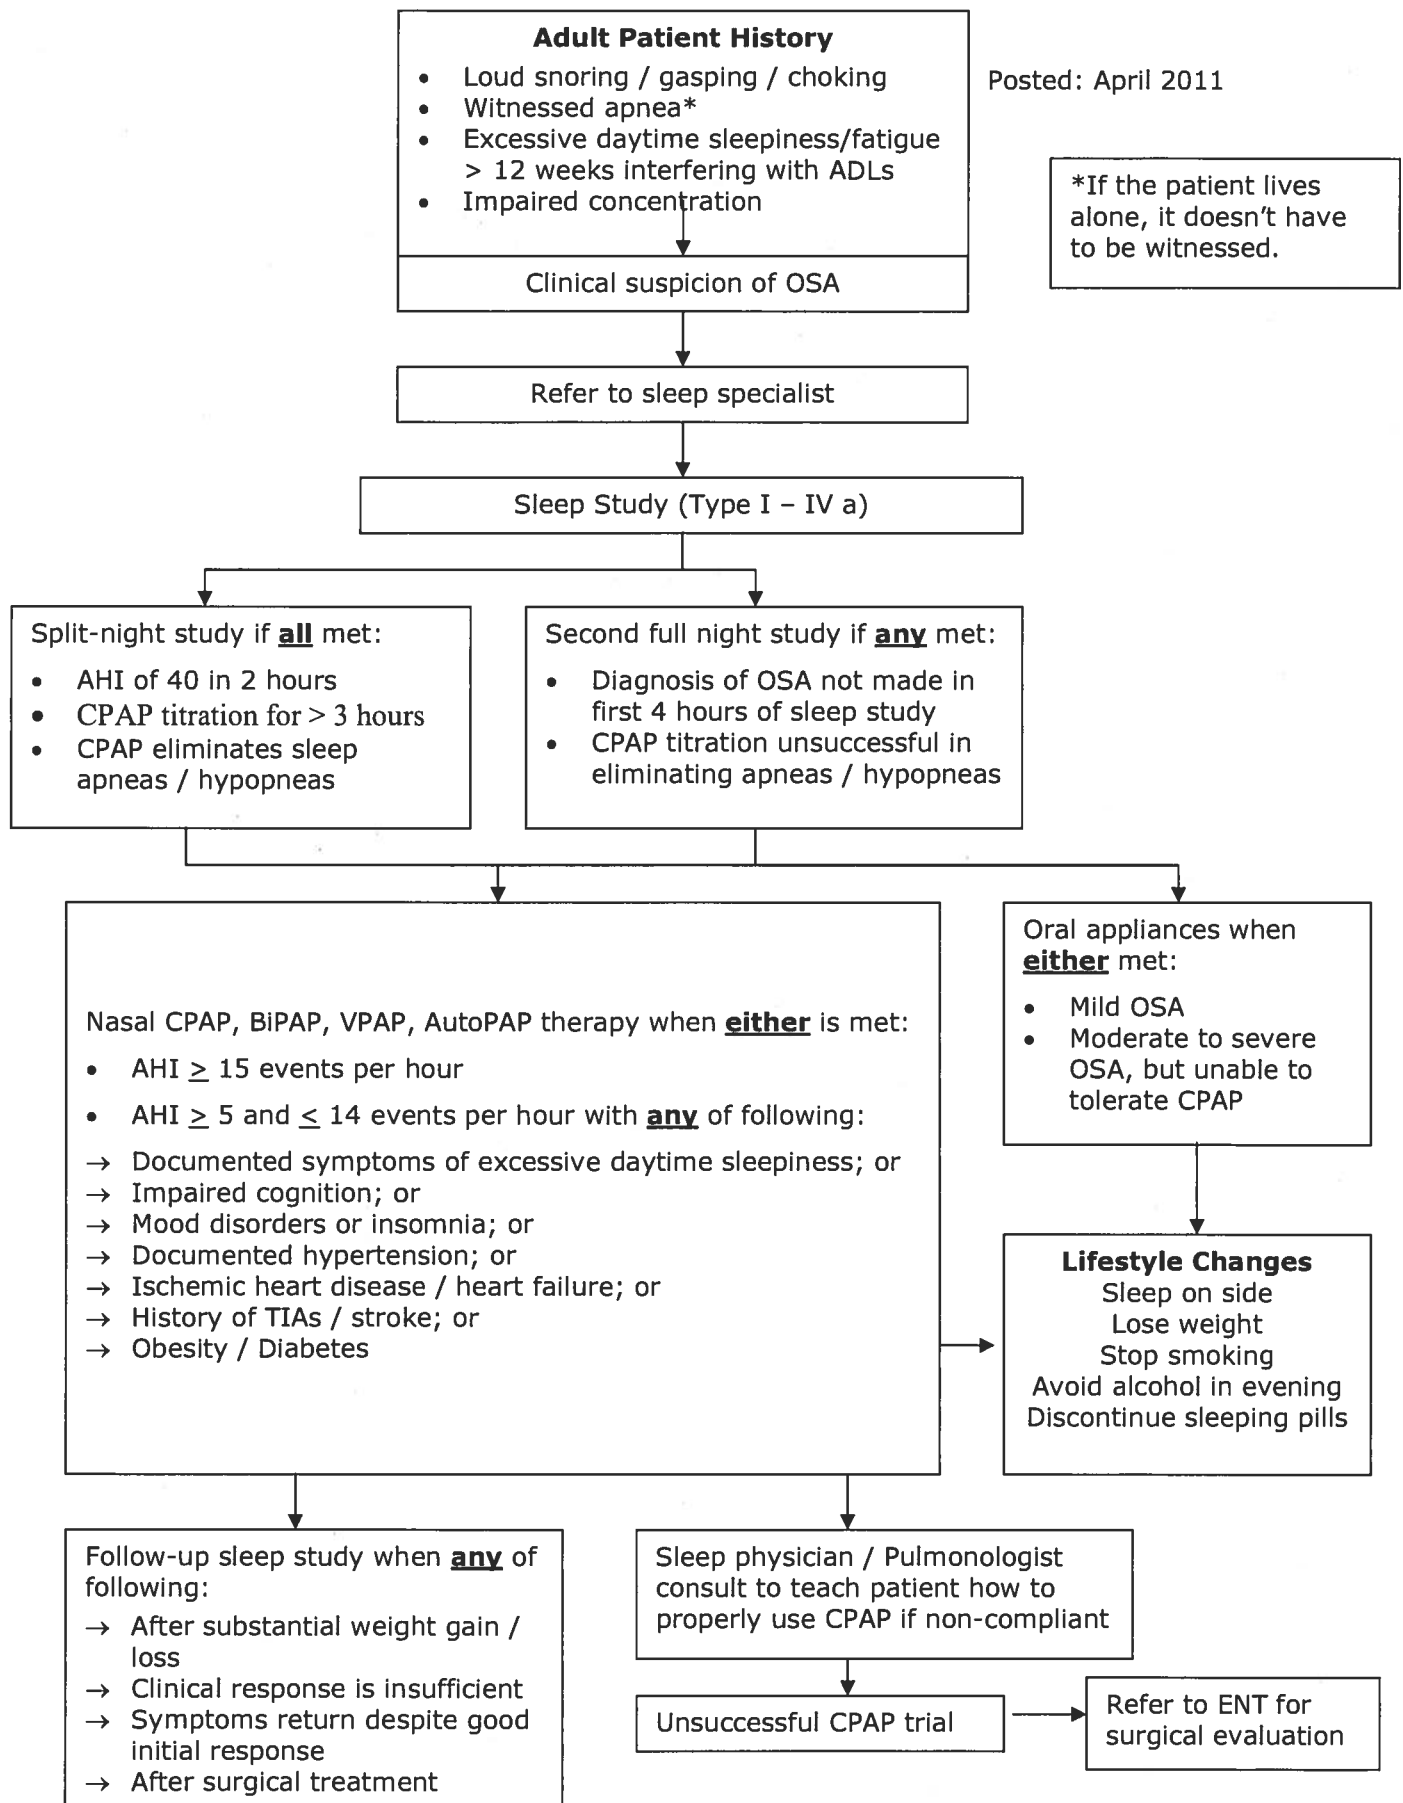 Adult Patient History
• Loud snoring / gasping / choking
• Witnessed apnea*
• Excessive daytime sleepiness/fatigue
> 12 weeks interfering with ADLs
• Impaired concentration
Posted: April 2011
*If the patient lives
alone, it doesn't have
to be witnessed.
Clinical suspicion of OSA
Refer to sleep specialist
Sleep Study (Type I – IV a)
Split-night study if all met:
• AHI of 40 in 2 hours
• CPAP titration for > 3 hours
• CPAP eliminates sleep
apneas / hypopneas
Second full night study if any met:
• Diagnosis of OSA not made in
first 4 hours of sleep study
• CPAP titration unsuccessful in
eliminating apneas / hypopneas
Nasal CPAP, BiPAP, VPAP, AutoPAP therapy when either is met:
• AHI ≥ 15 events per hour
• AHI ≥ 5 and ≤ 14 events per hour with any of following:
→ Documented symptoms of excessive daytime sleepiness; or
→ Impaired cognition; or
→ Mood disorders or insomnia; or
→ Documented hypertension; or
→ Ischemic heart disease / heart failure; or
→ History of TIAs / stroke; or
→ Obesity / Diabetes
Oral appliances when
either met:
• Mild OSA
• Moderate to severe
OSA, but unable to
tolerate CPAP
Lifestyle Changes
Sleep on side
Lose weight
Stop smoking
Avoid alcohol in evening
Discontinue sleeping pills
Follow-up sleep study when any of
following:
→ After substantial weight gain /
loss
→ Clinical response is insufficient
→ Symptoms return despite good
initial response
→ After surgical treatment
Sleep physician / Pulmonologist
consult to teach patient how to
properly use CPAP if non-compliant
Unsuccessful CPAP trial
Refer to ENT for
surgical evaluation